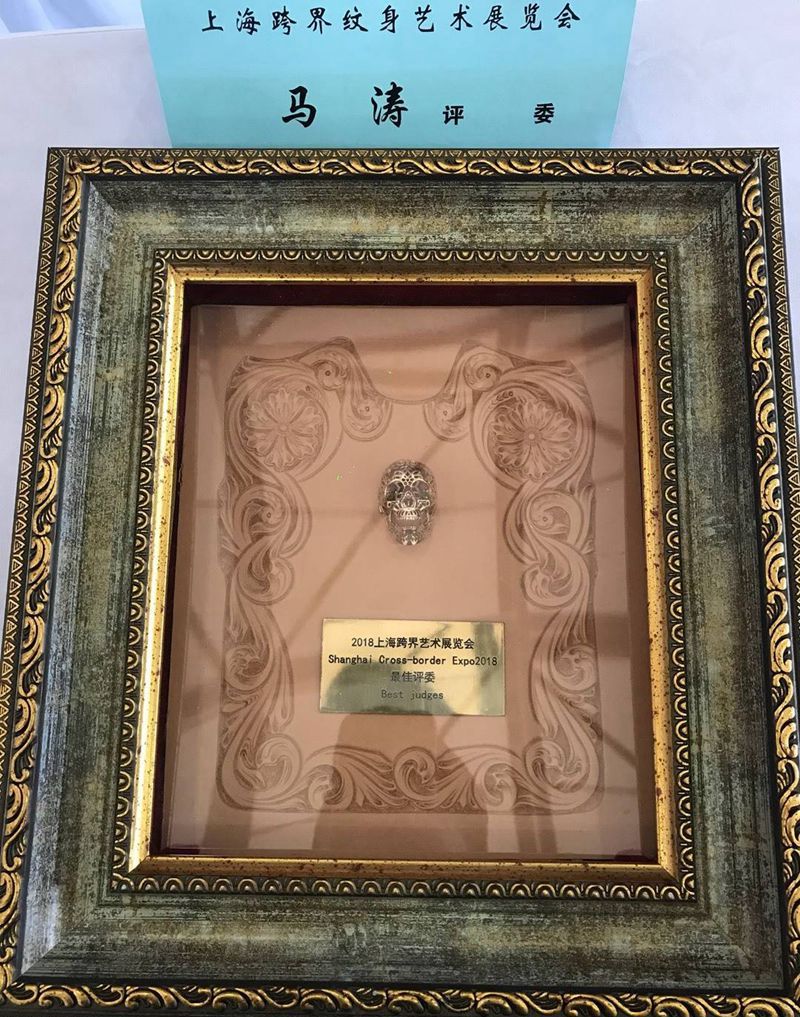 上海跨界纹身艺术展览会
马 涛 评 委
2018上海跨界艺术展览会
Shanghai Cross-border Expo2018
最佳评委
Best judges